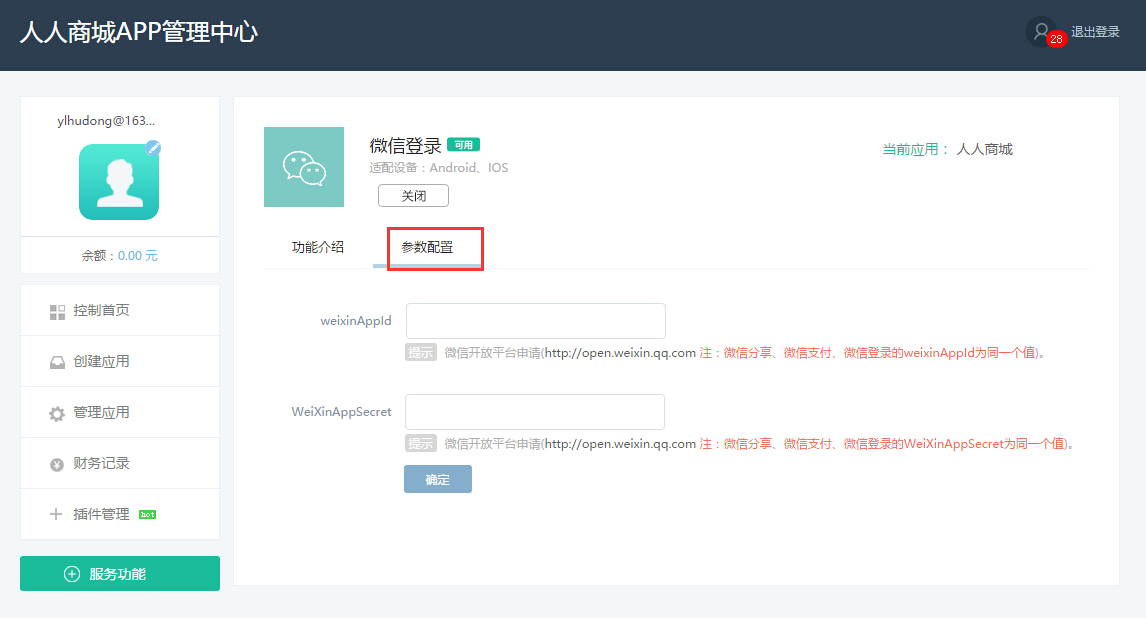 人人商城APP管理中心
28 退出登录
ylhudong@163...
余额：0.00 元
控制首页
创建应用
管理应用
财务记录
插件管理 hot
服务功能
微信登录 可用
适配设备：Android、IOS
关闭
当前应用： 人人商城
功能介绍 参数配置
weixinAppId
提示 微信开放平台申请(http://open.weixin.qq.com 注：微信分享、微信支付、微信登录的weixinAppId为同一个值)。
WeiXinAppSecret
提示 微信开放平台申请(http://open.weixin.qq.com 注：微信分享、微信支付、微信登录的WeiXinAppSecret为同一个值)。
确定